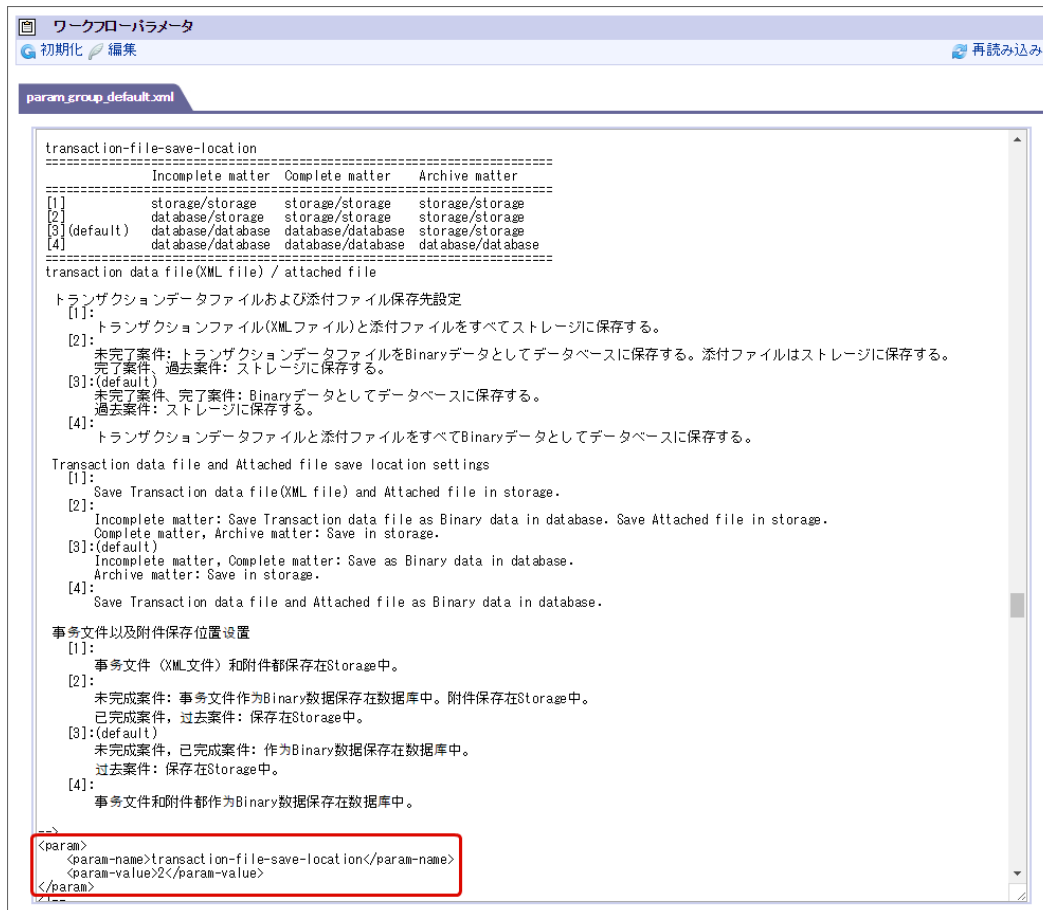 ワークフローパラメータ
初期化 編集 再読み込み
param_group_default.xml
transaction-file-save-location
===========================================================
Incomplete matter Complete matter Archive matter
===========================================================
[1] storage/storage storage/storage storage/storage
[2] database/storage storage/storage storage/storage
[3](default) database/database database/database storage/storage
[4] database/database database/database database/database
===========================================================
transaction data file(XML file) / attached file
トランザクションデータファイルおよび添付ファイル保存先設定
[1]:
トランザクションファイル(XMLファイル)と添付ファイルをすべてストレージに保存する。
[2]:
未完了案件: トランザクションデータファイルをBinaryデータとしてデータベースに保存する。添付ファイルはストレージに保存する。
完了案件、過去案件: ストレージに保存する。
[3]:(default)
未完了案件、完了案件: Binaryデータとしてデータベースに保存する。
過去案件: ストレージに保存する。
[4]:
トランザクションデータファイルと添付ファイルをすべてBinaryデータとしてデータベースに保存する。
Transaction data file and Attached file save location settings
[1]:
Save Transaction data file(XML file) and Attached file in storage.
[2]:
Incomplete matter: Save Transaction data file as Binary data in database. Save Attached file in storage.
Complete matter, Archive matter: Save in storage.
[3]:(default)
Incomplete matter, Complete matter: Save as Binary data in database.
Archive matter: Save in storage.
[4]:
Save Transaction data file and Attached file as Binary data in database.
事务文件以及附件保存位置设置
[1]:
事务文件（XML文件）和附件都保存在Storage中。
[2]:
未完成案件: 事务文件作为Binary数据保存在数据库中。附件保存在Storage中。
已完成案件，过去案件: 保存在Storage中。
[3]:(default)
未完成案件，已完成案件: 作为Binary数据保存在数据库中。
过去案件: 保存在Storage中。
[4]:
事务文件和附件都作为Binary数据保存在数据库中。
-->
<param>
<param-name>transaction-file-save-location</param-name>
<param-value>2</param-value>
</param>
<!--